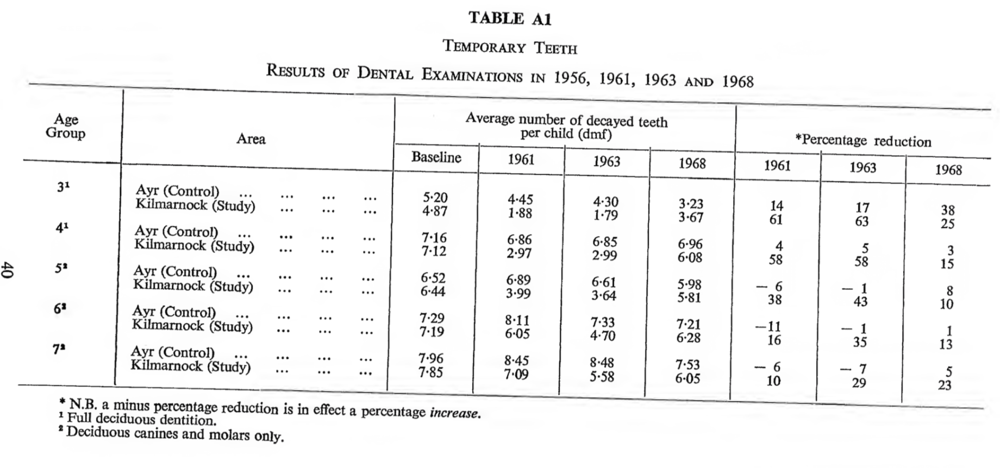 TABLE A1
TEMPORARY TEETH
RESULTS OF DENTAL EXAMINATIONS IN 1956, 1961, 1963 AND 1968
Age Group | Area | Average number of decayed teeth per child (dmf) | *Percentage reduction
Baseline | 1961 | 1963 | 1968 | 1961 | 1963 | 1968
3¹ Ayr (Control) ... ... ... ... 5·20 4·45 4·30 3·23 14 17 38
Kilmarnock (Study) ... ... ... 4·87 1·88 1·79 3·67 61 63 25
4¹ Ayr (Control) ... ... ... ... 7·16 6·86 6·85 6·96 4 5 3
Kilmarnock (Study) ... ... ... 7·12 2·97 2·99 6·08 58 58 15
5² Ayr (Control) ... ... ... ... 6·52 6·89 6·61 5·98 — 6 — 1 8
Kilmarnock (Study) ... ... ... 6·44 3·99 3·64 5·81 38 43 10
6² Ayr (Control) ... ... ... ... 7·29 8·11 7·33 7·21 —11 — 1 1
Kilmarnock (Study) ... ... ... 7·19 6·05 4·70 6·28 16 35 13
7² Ayr (Control) ... ... ... ... 7·96 8·45 8·48 7·53 — 6 — 7 5
Kilmarnock (Study) ... ... ... 7·85 7·09 5·58 6·05 10 29 23
* N.B. a minus percentage reduction is in effect a percentage increase.
¹ Full deciduous dentition.
² Deciduous canines and molars only.
40